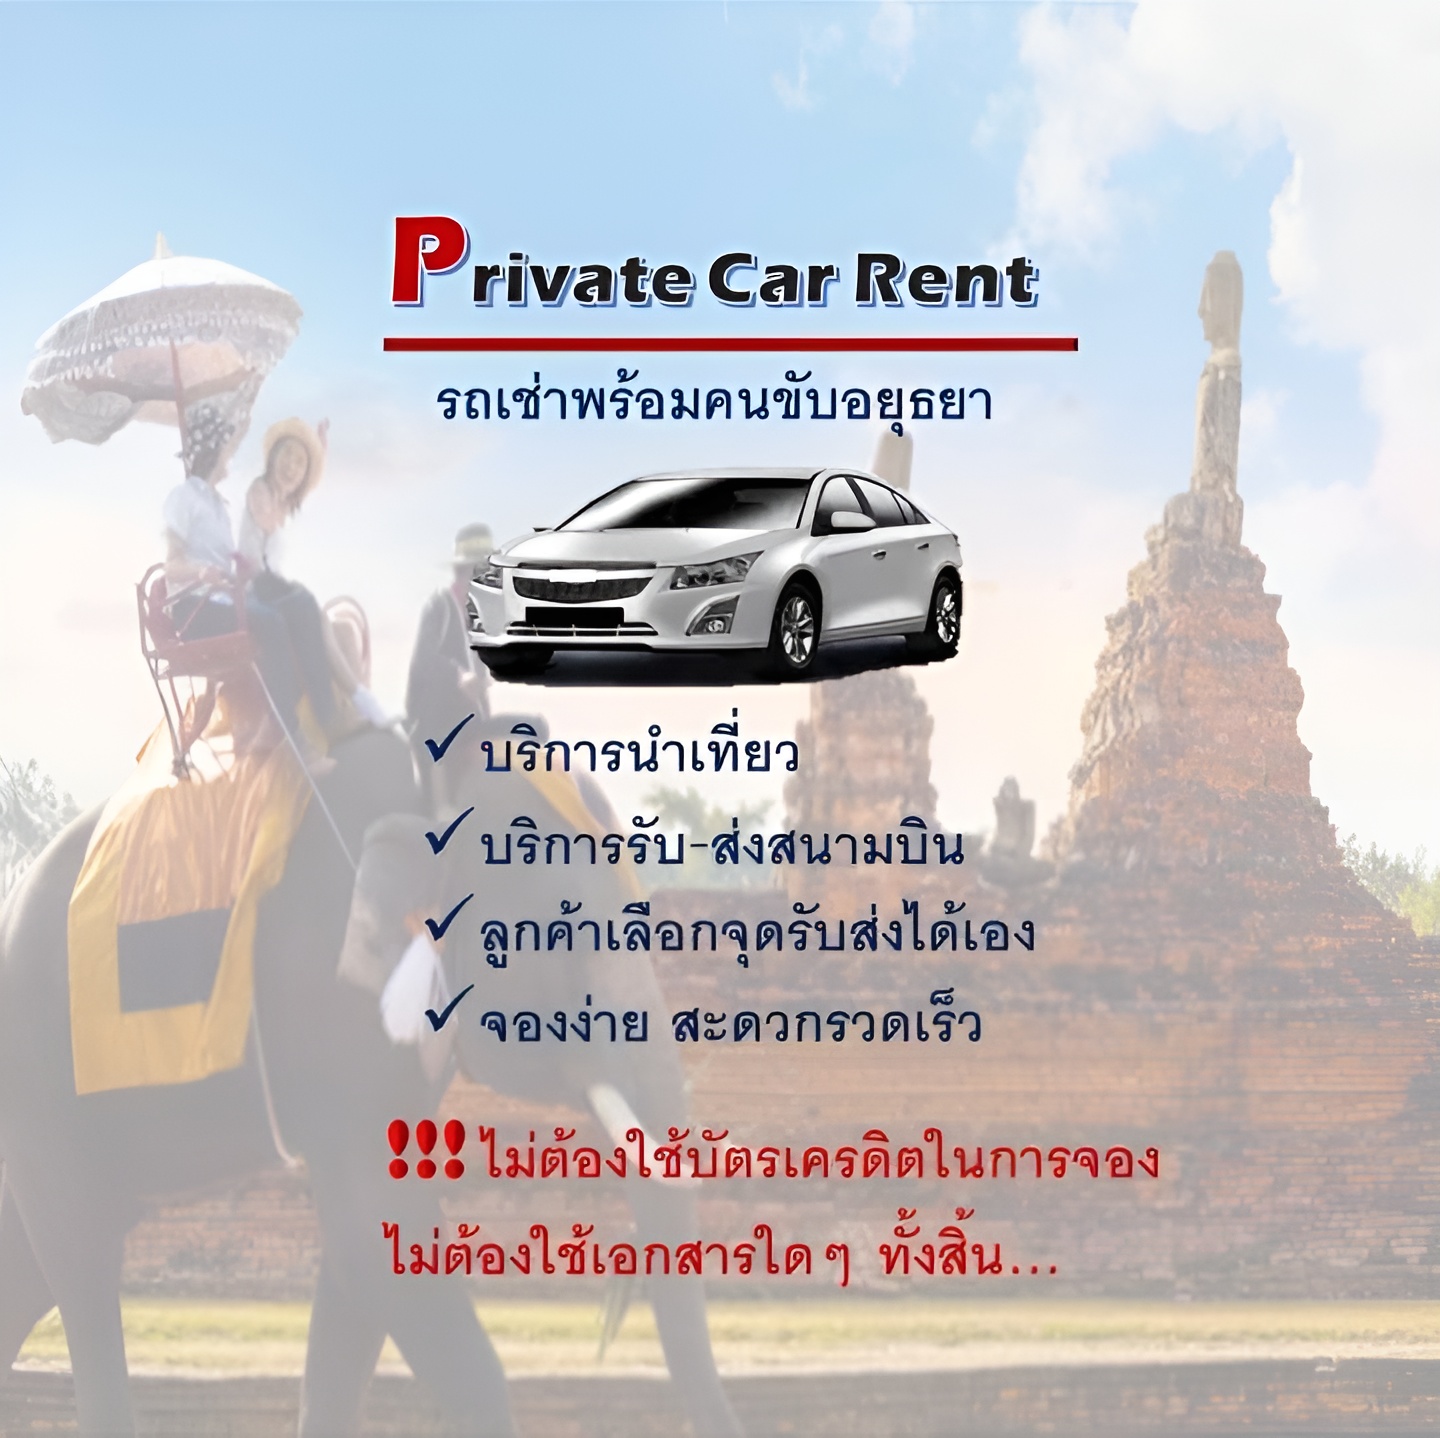 Private Car Rent
รถเช่าพร้อมคนขับอยุธยา
✓ บริการนำเที่ยว
✓ บริการรับ-ส่งสนามบิน
✓ ลูกค้าเลือกจุดรับส่งได้เอง
✓ จองง่าย สะดวกรวดเร็ว
!!! ไม่ต้องใช้บัตรเครดิตในการจอง
ไม่ต้องใช้เอกสารใดๆ ทั้งสิ้น...